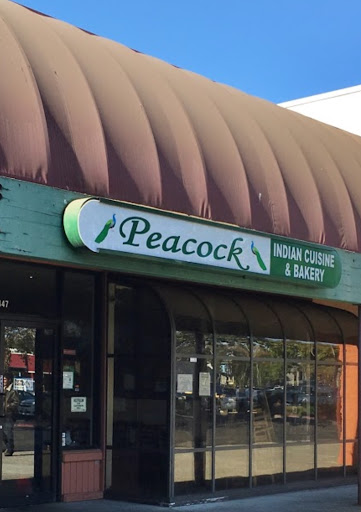 Peacock
INDIAN CUISINE
& BAKERY